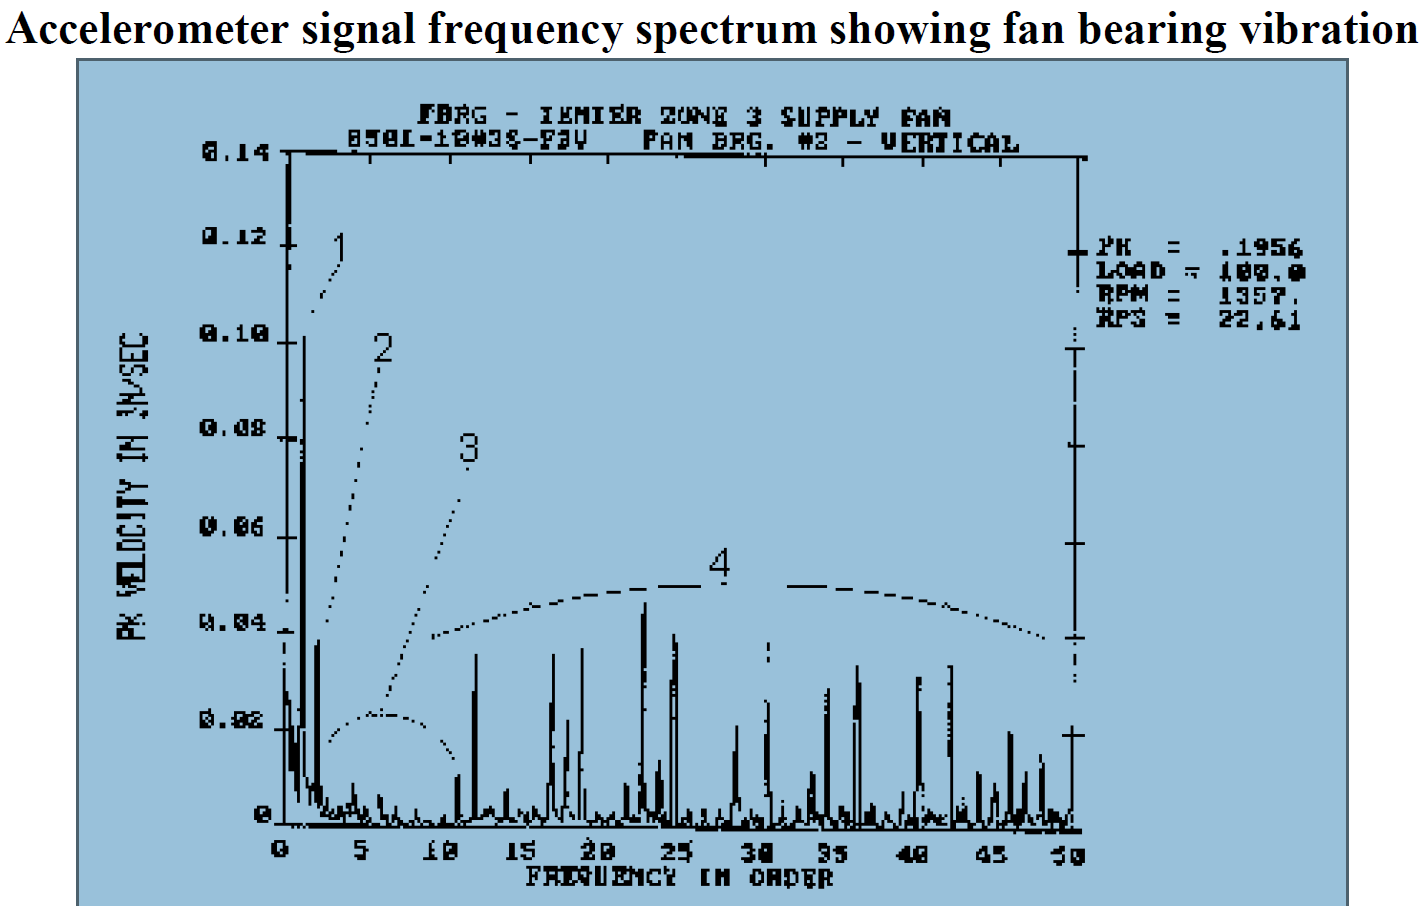 Accelerometer signal frequency spectrum showing fan bearing vibration
SUPPLY FAN
FAN BRG. - VERTICAL
0.14
0.12
0.10
0.08
0.06
0.04
0.02
0
1
2
3
4
PK = .1956
LOAD = 100.0
RPM = 1357.
RPS = 22.61
PK VELOCITY IN IN/SEC
0 5 10 15 20 25 30 35 40 45 50
FREQUENCY IN ORDER